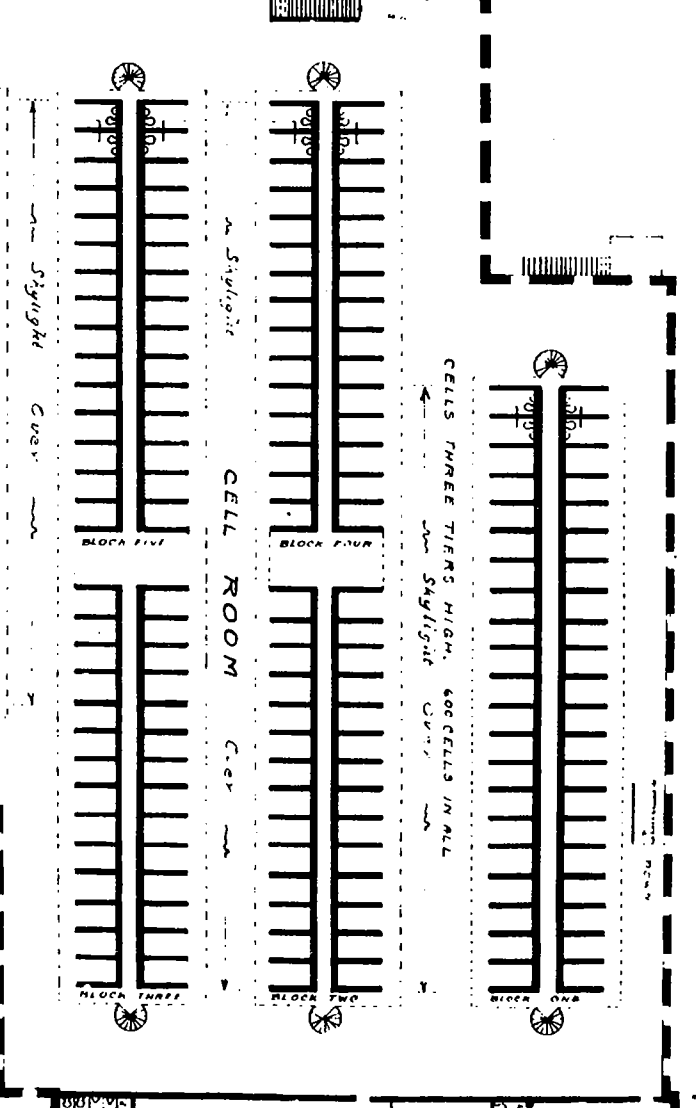 Skylight Over
Skylight
CELL ROOM
Over
CELLS THREE TIERS HIGH. 600 CELLS IN ALL
Skylight Over
BLOCK FIVE
BLOCK FOUR
BLOCK THREE
BLOCK TWO
BLOCK ONE
DOWN